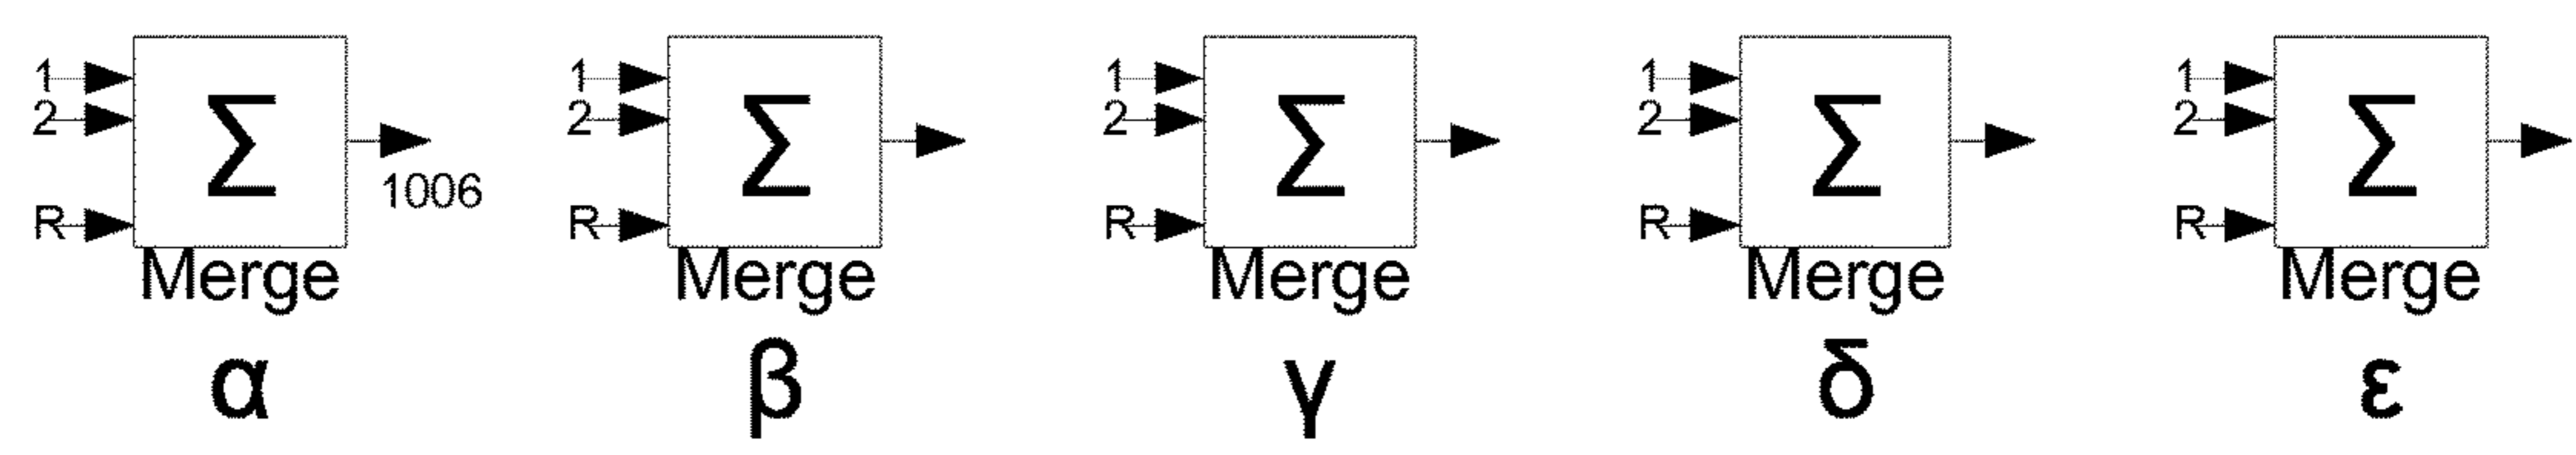 1 1 1 1 1
2 Σ 2 Σ 2 Σ 2 Σ 2 Σ
1006
R R R R R
Merge Merge Merge Merge Merge
α β γ δ ε